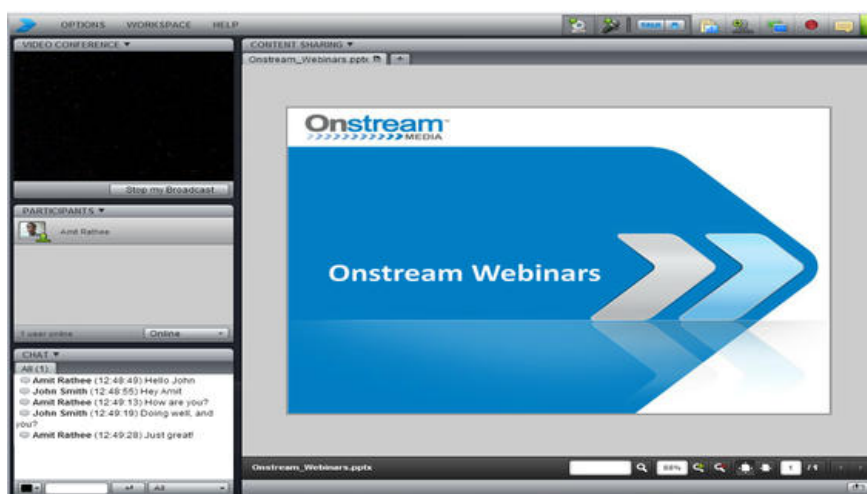 OPTIONS WORKSPACE HELP
TALK
VIDEO CONFERENCE
Stop my Broadcast
PARTICIPANTS
Amit Rathee
1 user online
Online
CHAT
All (1)
Amit Rathee (12:48:49) Hello John
John Smith (12:48:55) Hey Amit
Amit Rathee (12:49:13) How are you?
John Smith (12:49:19) Doing well, and
you?
Amit Rathee (12:49:28) Just great!
All
CONTENT SHARING
Onstream_Webinars.pptx
Onstream
MEDIA
Onstream Webinars
Onstream_Webinars.pptx
88%
1 / 1